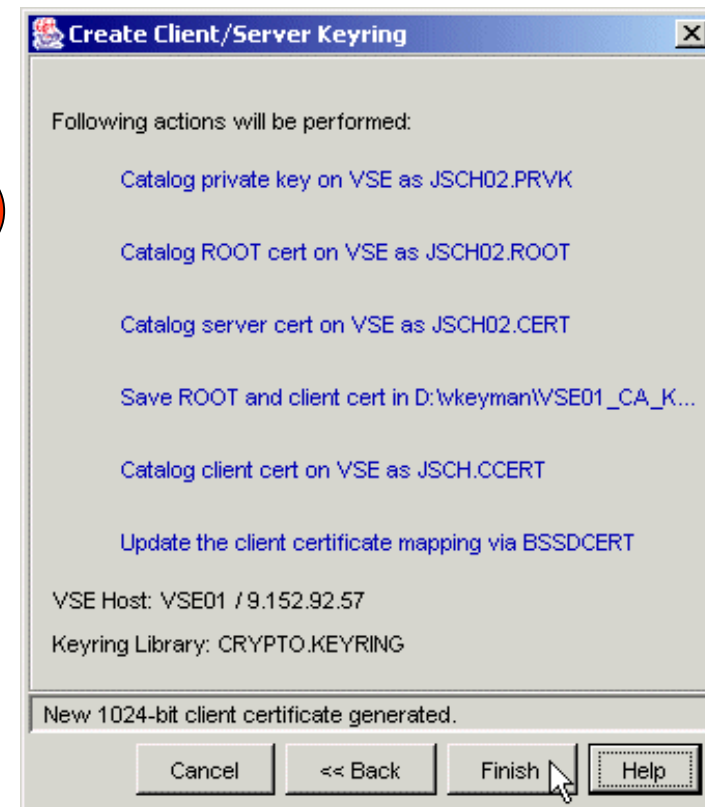 Create Client/Server Keyring
Following actions will be performed:
Catalog private key on VSE as JSCH02.PRVK
Catalog ROOT cert on VSE as JSCH02.ROOT
Catalog server cert on VSE as JSCH02.CERT
Save ROOT and client cert in D:\vkeyman\VSE01_CA_K...
Catalog client cert on VSE as JSCH.CCERT
Update the client certificate mapping via BSSDCERT
VSE Host: VSE01 / 9.152.92.57
Keyring Library: CRYPTO.KEYRING
New 1024-bit client certificate generated.
Cancel << Back Finish Help